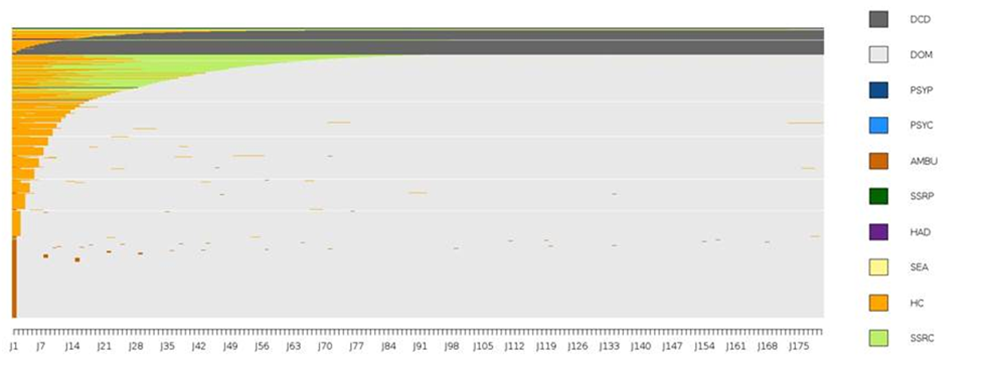 DCD
DOM
PSYP
PSYC
AMBU
SSRP
HAD
SEA
HC
SSRC
J1 J7 J14 J21 J28 J35 J42 J49 J56 J63 J70 J77 J84 J91 J98 J105 J112 J119 J126 J133 J140 J147 J154 J161 J168 J175